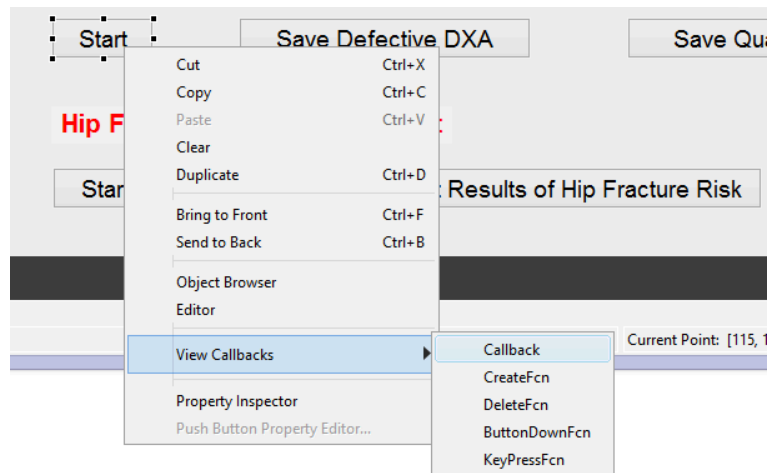 Start
Save Defective DXA
Save Qua
Cut Ctrl+X
Copy Ctrl+C
Hip F :
Paste Ctrl+V
Clear
Duplicate Ctrl+D
Star : Results of Hip Fracture Risk
Bring to Front Ctrl+F
Send to Back Ctrl+B
Object Browser
Editor
View Callbacks
Callback
Current Point: [115, 1
CreateFcn
DeleteFcn
Property Inspector
Push Button Property Editor...
ButtonDownFcn
KeyPressFcn